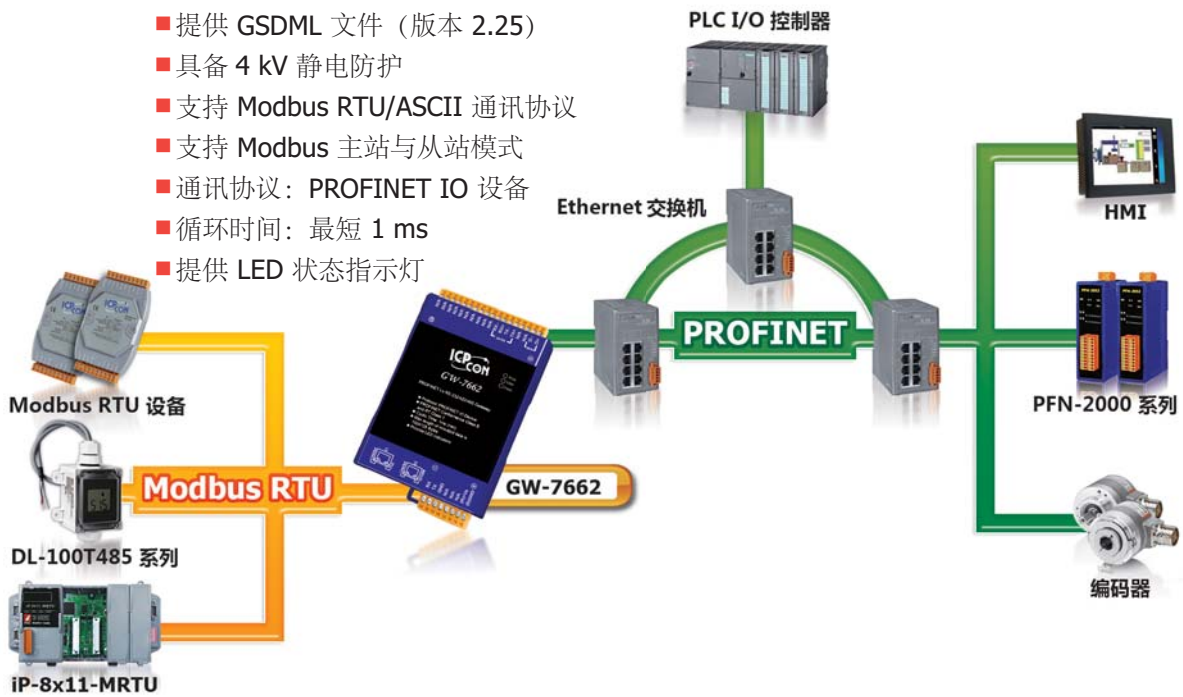 ■提供 GSDML 文件（版本 2.25）
■具备 4 kV 静电防护
■支持 Modbus RTU/ASCII 通讯协议
■支持 Modbus 主站与从站模式
■通讯协议：PROFINET IO 设备
■循环时间：最短 1 ms
■提供 LED 状态指示灯
PLC I/O 控制器
Ethernet 交换机
HMI
PROFINET
PFN-2000 系列
编码器
Modbus RTU 设备
ICP CON
GW-7662
Modbus RTU
GW-7662
DL-100T485 系列
iP-8x11-MRTU